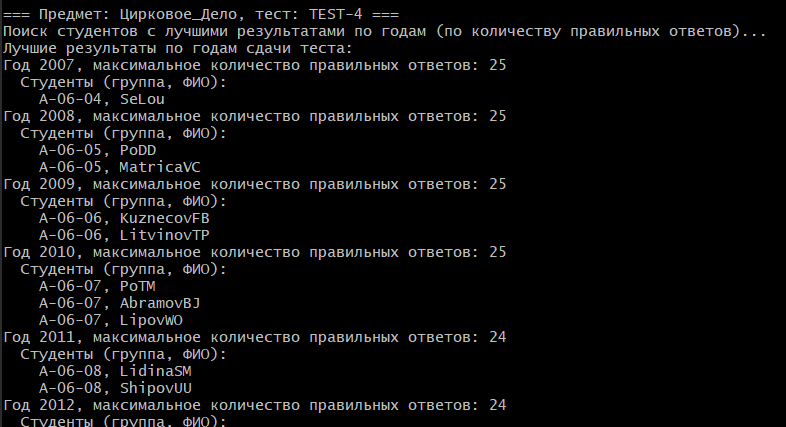 === Предмет: Цирковое_Дело, тест: TEST-4 ===
Поиск студентов с лучшими результатами по годам (по количеству правильных ответов)...
Лучшие результаты по годам сдачи теста:
Год 2007, максимальное количество правильных ответов: 25
  Студенты (группа, ФИО):
    А-06-04, SeLou
Год 2008, максимальное количество правильных ответов: 25
  Студенты (группа, ФИО):
    А-06-05, PoDD
    А-06-05, MatricaVC
Год 2009, максимальное количество правильных ответов: 25
  Студенты (группа, ФИО):
    А-06-06, KuznecovFB
    А-06-06, LitvinovTP
Год 2010, максимальное количество правильных ответов: 25
  Студенты (группа, ФИО):
    А-06-07, PoTM
    А-06-07, AbramovBJ
    А-06-07, LipovWO
Год 2011, максимальное количество правильных ответов: 24
  Студенты (группа, ФИО):
    А-06-08, LidinaSM
    А-06-08, ShipovUU
Год 2012, максимальное количество правильных ответов: 24
  Студенты (группа, ФИО):